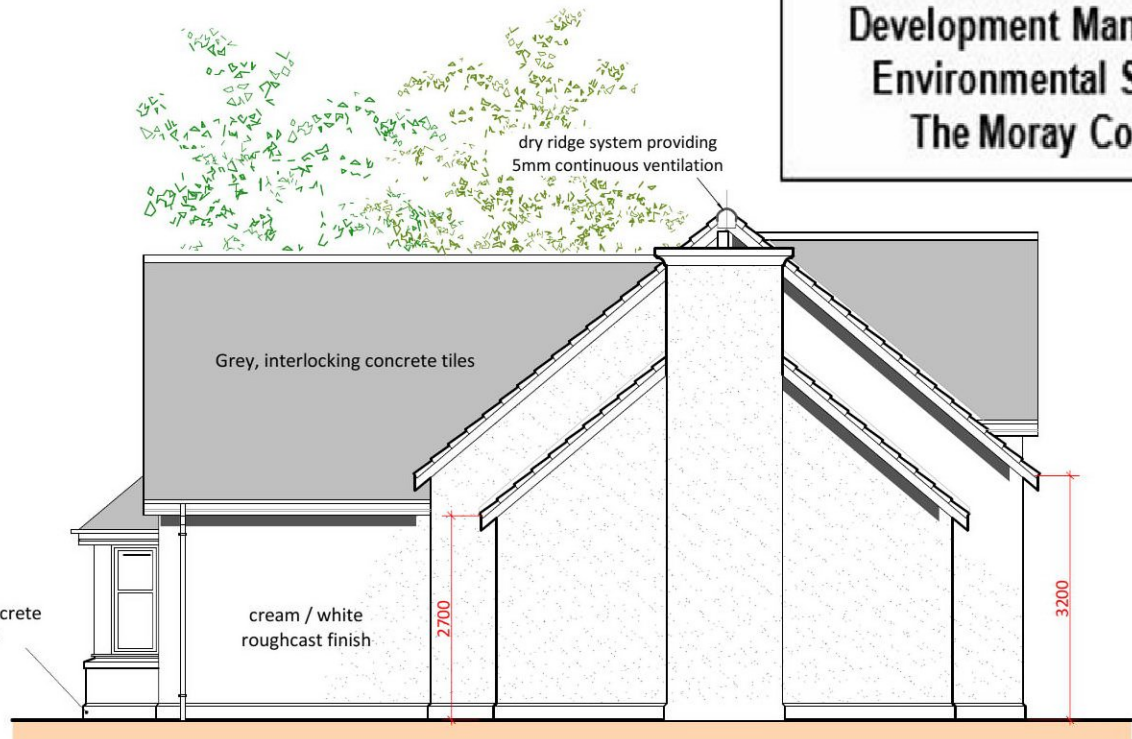 Development Man
Environmental S
The Moray Co
dry ridge system providing
5mm continuous ventilation
Grey, interlocking concrete tiles
crete
cream / white
roughcast finish
2700
3200